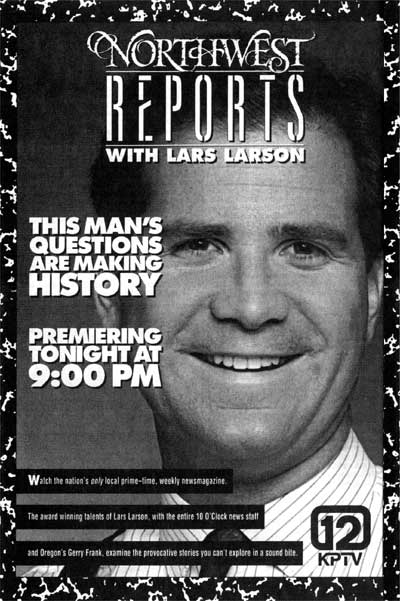 NORTHWEST
REPORTS
WITH LARS LARSON
THIS MAN'S
QUESTIONS
ARE MAKING
HISTORY
PREMIERING
TONIGHT AT
9:00 PM
Watch the nation's only local prime-time, weekly newsmagazine.
The award winning talents of Lars Larson, with the entire 10 O'Clock news staff
and Oregon's Gerry Frank, examine the provocative stories you can't explore in a sound bite.
12
KPTV